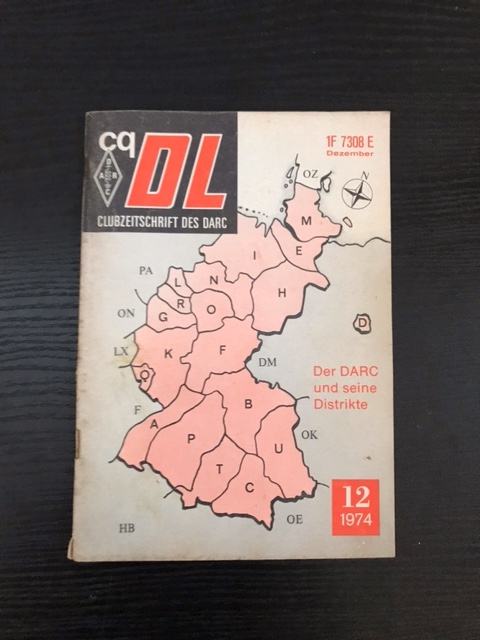 cq DL
DARC
CLUBZEITSCHRIFT DES DARC
1F 7308 E
Dezember
OZ
N
M
E
I
PA
L
N
H
R
O
ON
G
D
LX
K
F
DM
Q
Der DARC
und seine
Distrikte
B
F
A
P
OK
U
T
C
12
1974
HB
OE